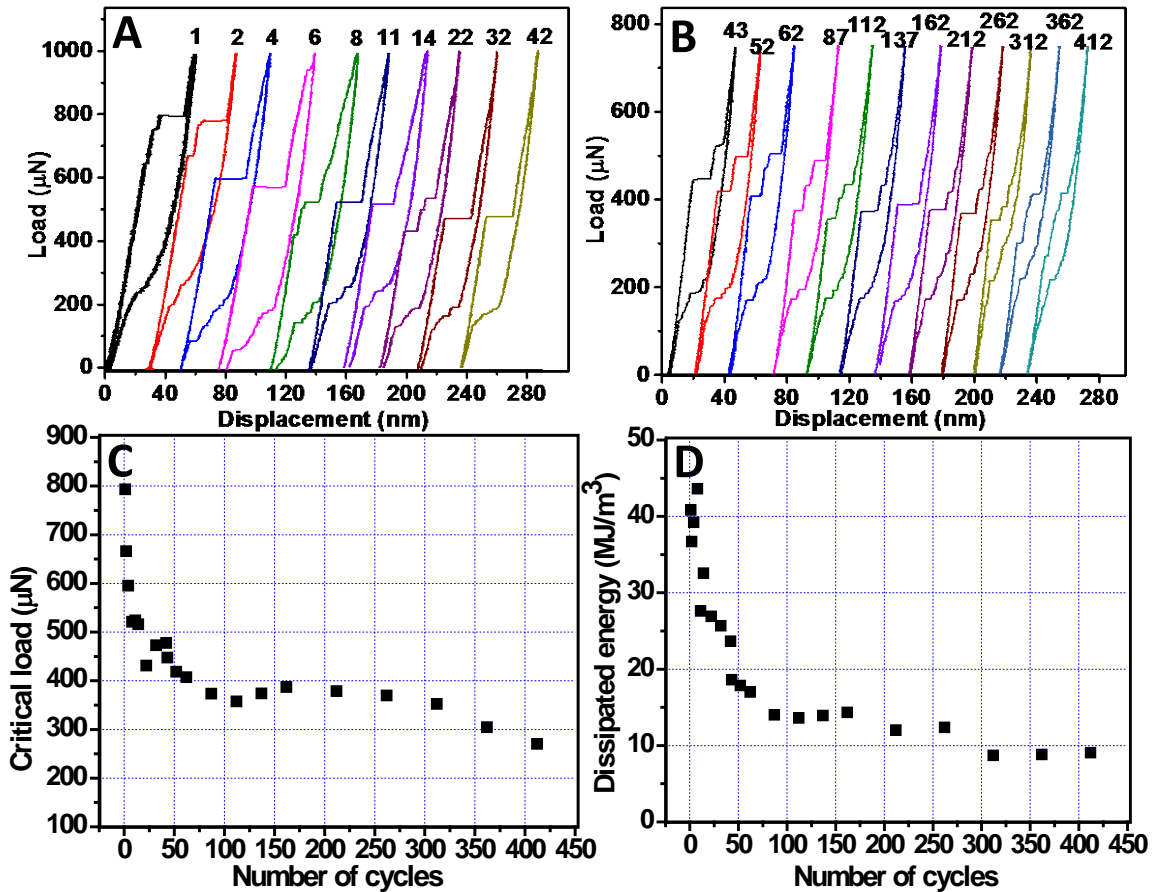 A
1 2 4 6 8 11 14 22 32 42
1000
800
600
400
200
0
Load (µN)
0 40 80 120 160 200 240 280
Displacement (nm)
B
43 52 62 87 112 137 162 212 262 312 362 412
800
600
400
200
0
Load (µN)
0 40 80 120 160 200 240 280
Displacement (nm)
C
900
800
700
600
500
400
300
200
100
Critical load (µN)
0 50 100 150 200 250 300 350 400 450
Number of cycles
D
50
40
30
20
10
0
Dissipated energy (MJ/m³)
0 50 100 150 200 250 300 350 400 450
Number of cycles